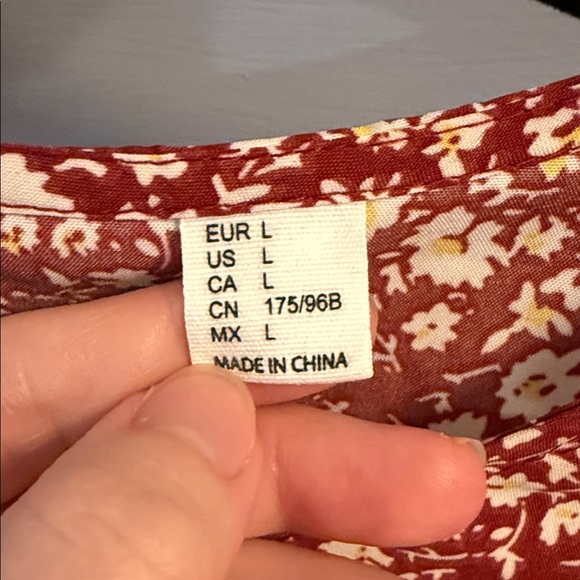 EUR L
US L
CA L
CN 175/96B
MX L
MADE IN CHINA